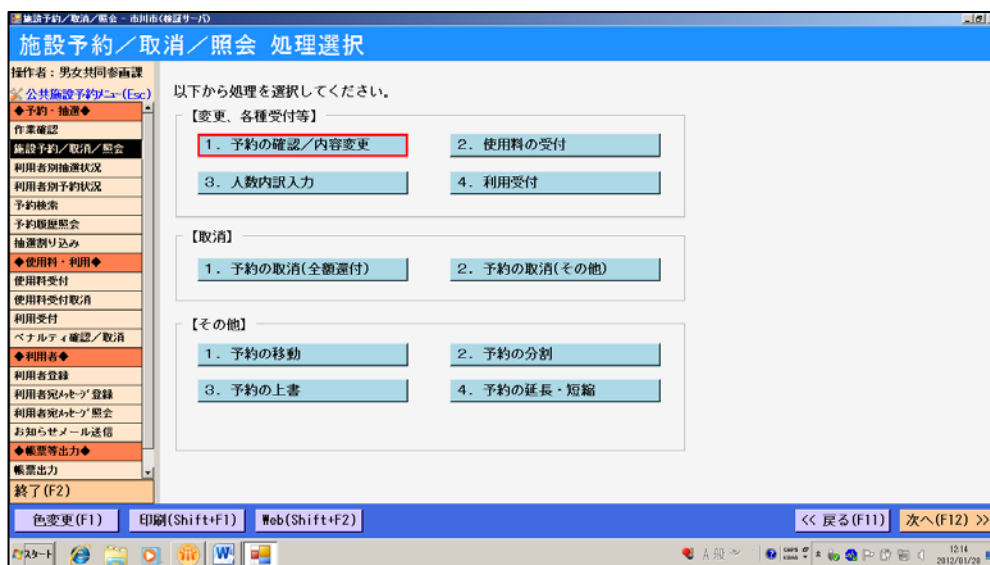 施設予約／取消／照会 - 市川市(検証サーバ)
施設予約／取消／照会 処理選択
操作者：男女共同参画課
公共施設予約ﾒﾆｭｰ(Esc)
◆予約・抽選◆
作業確認
施設予約／取消／照会
利用者別抽選状況
利用者別予約状況
予約検索
予約履歴照会
抽選割り込み
◆使用料・利用◆
使用料受付
使用料受付取消
利用受付
ペナルティ確認／取消
◆利用者◆
利用者登録
利用者宛ﾒｯｾｰｼﾞ登録
利用者宛ﾒｯｾｰｼﾞ照会
お知らせメール送信
◆帳票等出力◆
帳票出力
終了(F2)
以下から処理を選択してください。
【変更、各種受付等】
１．予約の確認／内容変更
２．使用料の受付
３．人数内訳入力
４．利用受付
【取消】
１．予約の取消(全額還付)
２．予約の取消(その他)
【その他】
１．予約の移動
２．予約の分割
３．予約の上書
４．予約の延長・短縮
色変更(F1)
印刷(Shift+F1)
Web(Shift+F2)
<< 戻る(F11)
次へ(F12) >>
スタート
A 般
CAPS
KANA
12:14
2012/01/20